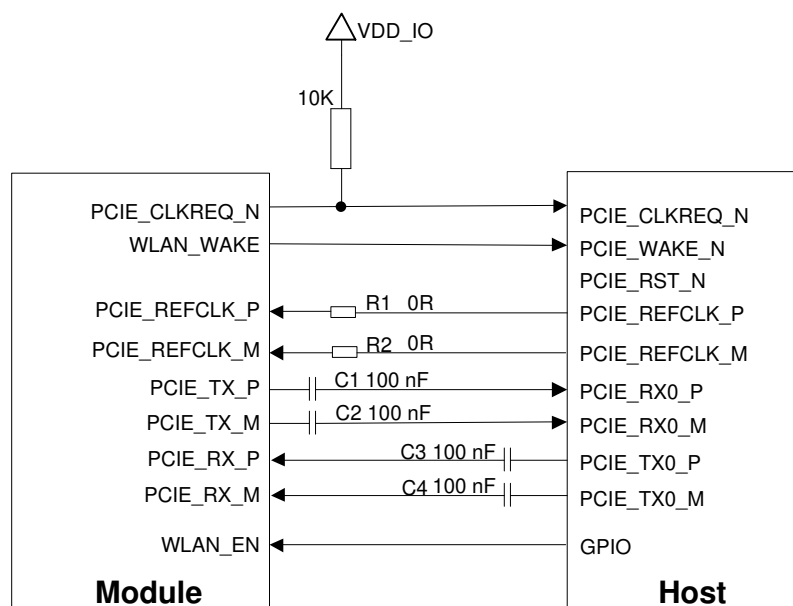 VDD_IO
10K
PCIE_CLKREQ_N PCIE_CLKREQ_N
WLAN_WAKE PCIE_WAKE_N
PCIE_RST_N
PCIE_REFCLK_P R1 0R PCIE_REFCLK_P
PCIE_REFCLK_M R2 0R PCIE_REFCLK_M
PCIE_TX_P C1 100 nF PCIE_RX0_P
PCIE_TX_M C2 100 nF PCIE_RX0_M
PCIE_RX_P C3 100 nF PCIE_TX0_P
PCIE_RX_M C4 100 nF PCIE_TX0_M
WLAN_EN GPIO
Module Host